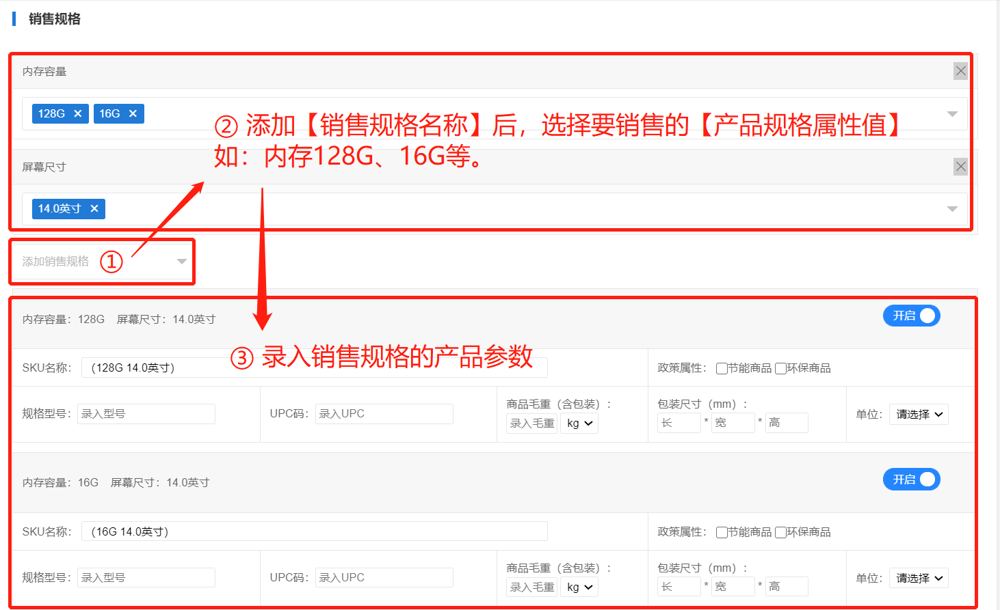 销售规格
内存容量
128G × 16G ×
② 添加【销售规格名称】后，选择要销售的【产品规格属性值】
如：内存128G、16G等。
屏幕尺寸
14.0英寸 ×
添加销售规格 ①
内存容量：128G 屏幕尺寸：14.0英寸 开启
③ 录入销售规格的产品参数
SKU名称： （128G 14.0英寸） 政策属性： 节能商品 环保商品
规格型号： 录入型号 UPC码： 录入UPC 商品毛重（含包装）： 录入毛重 kg 包装尺寸（mm）： 长 * 宽 * 高 单位： 请选择
内存容量：16G 屏幕尺寸：14.0英寸 开启
SKU名称： （16G 14.0英寸） 政策属性： 节能商品 环保商品
规格型号： 录入型号 UPC码： 录入UPC 商品毛重（含包装）： 录入毛重 kg 包装尺寸（mm）： 长 * 宽 * 高 单位： 请选择